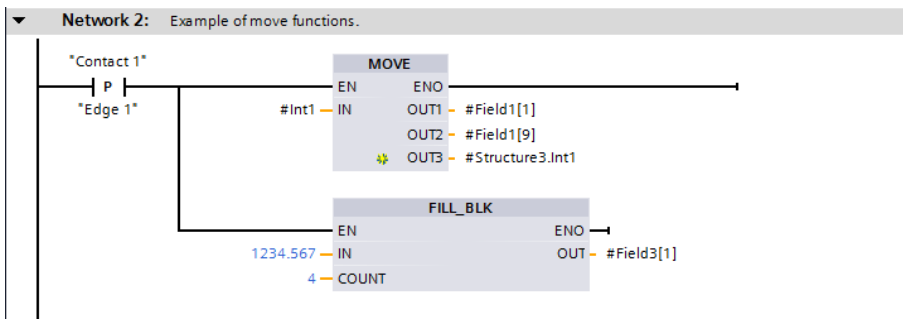 Network 2: Example of move functions.
"Contact 1"
P
"Edge 1"
MOVE
EN ENO
#Int1 IN OUT1 #Field1[1]
OUT2 #Field1[9]
OUT3 #Structure3.Int1
FILL_BLK
EN ENO
1234.567 IN OUT #Field3[1]
4 COUNT